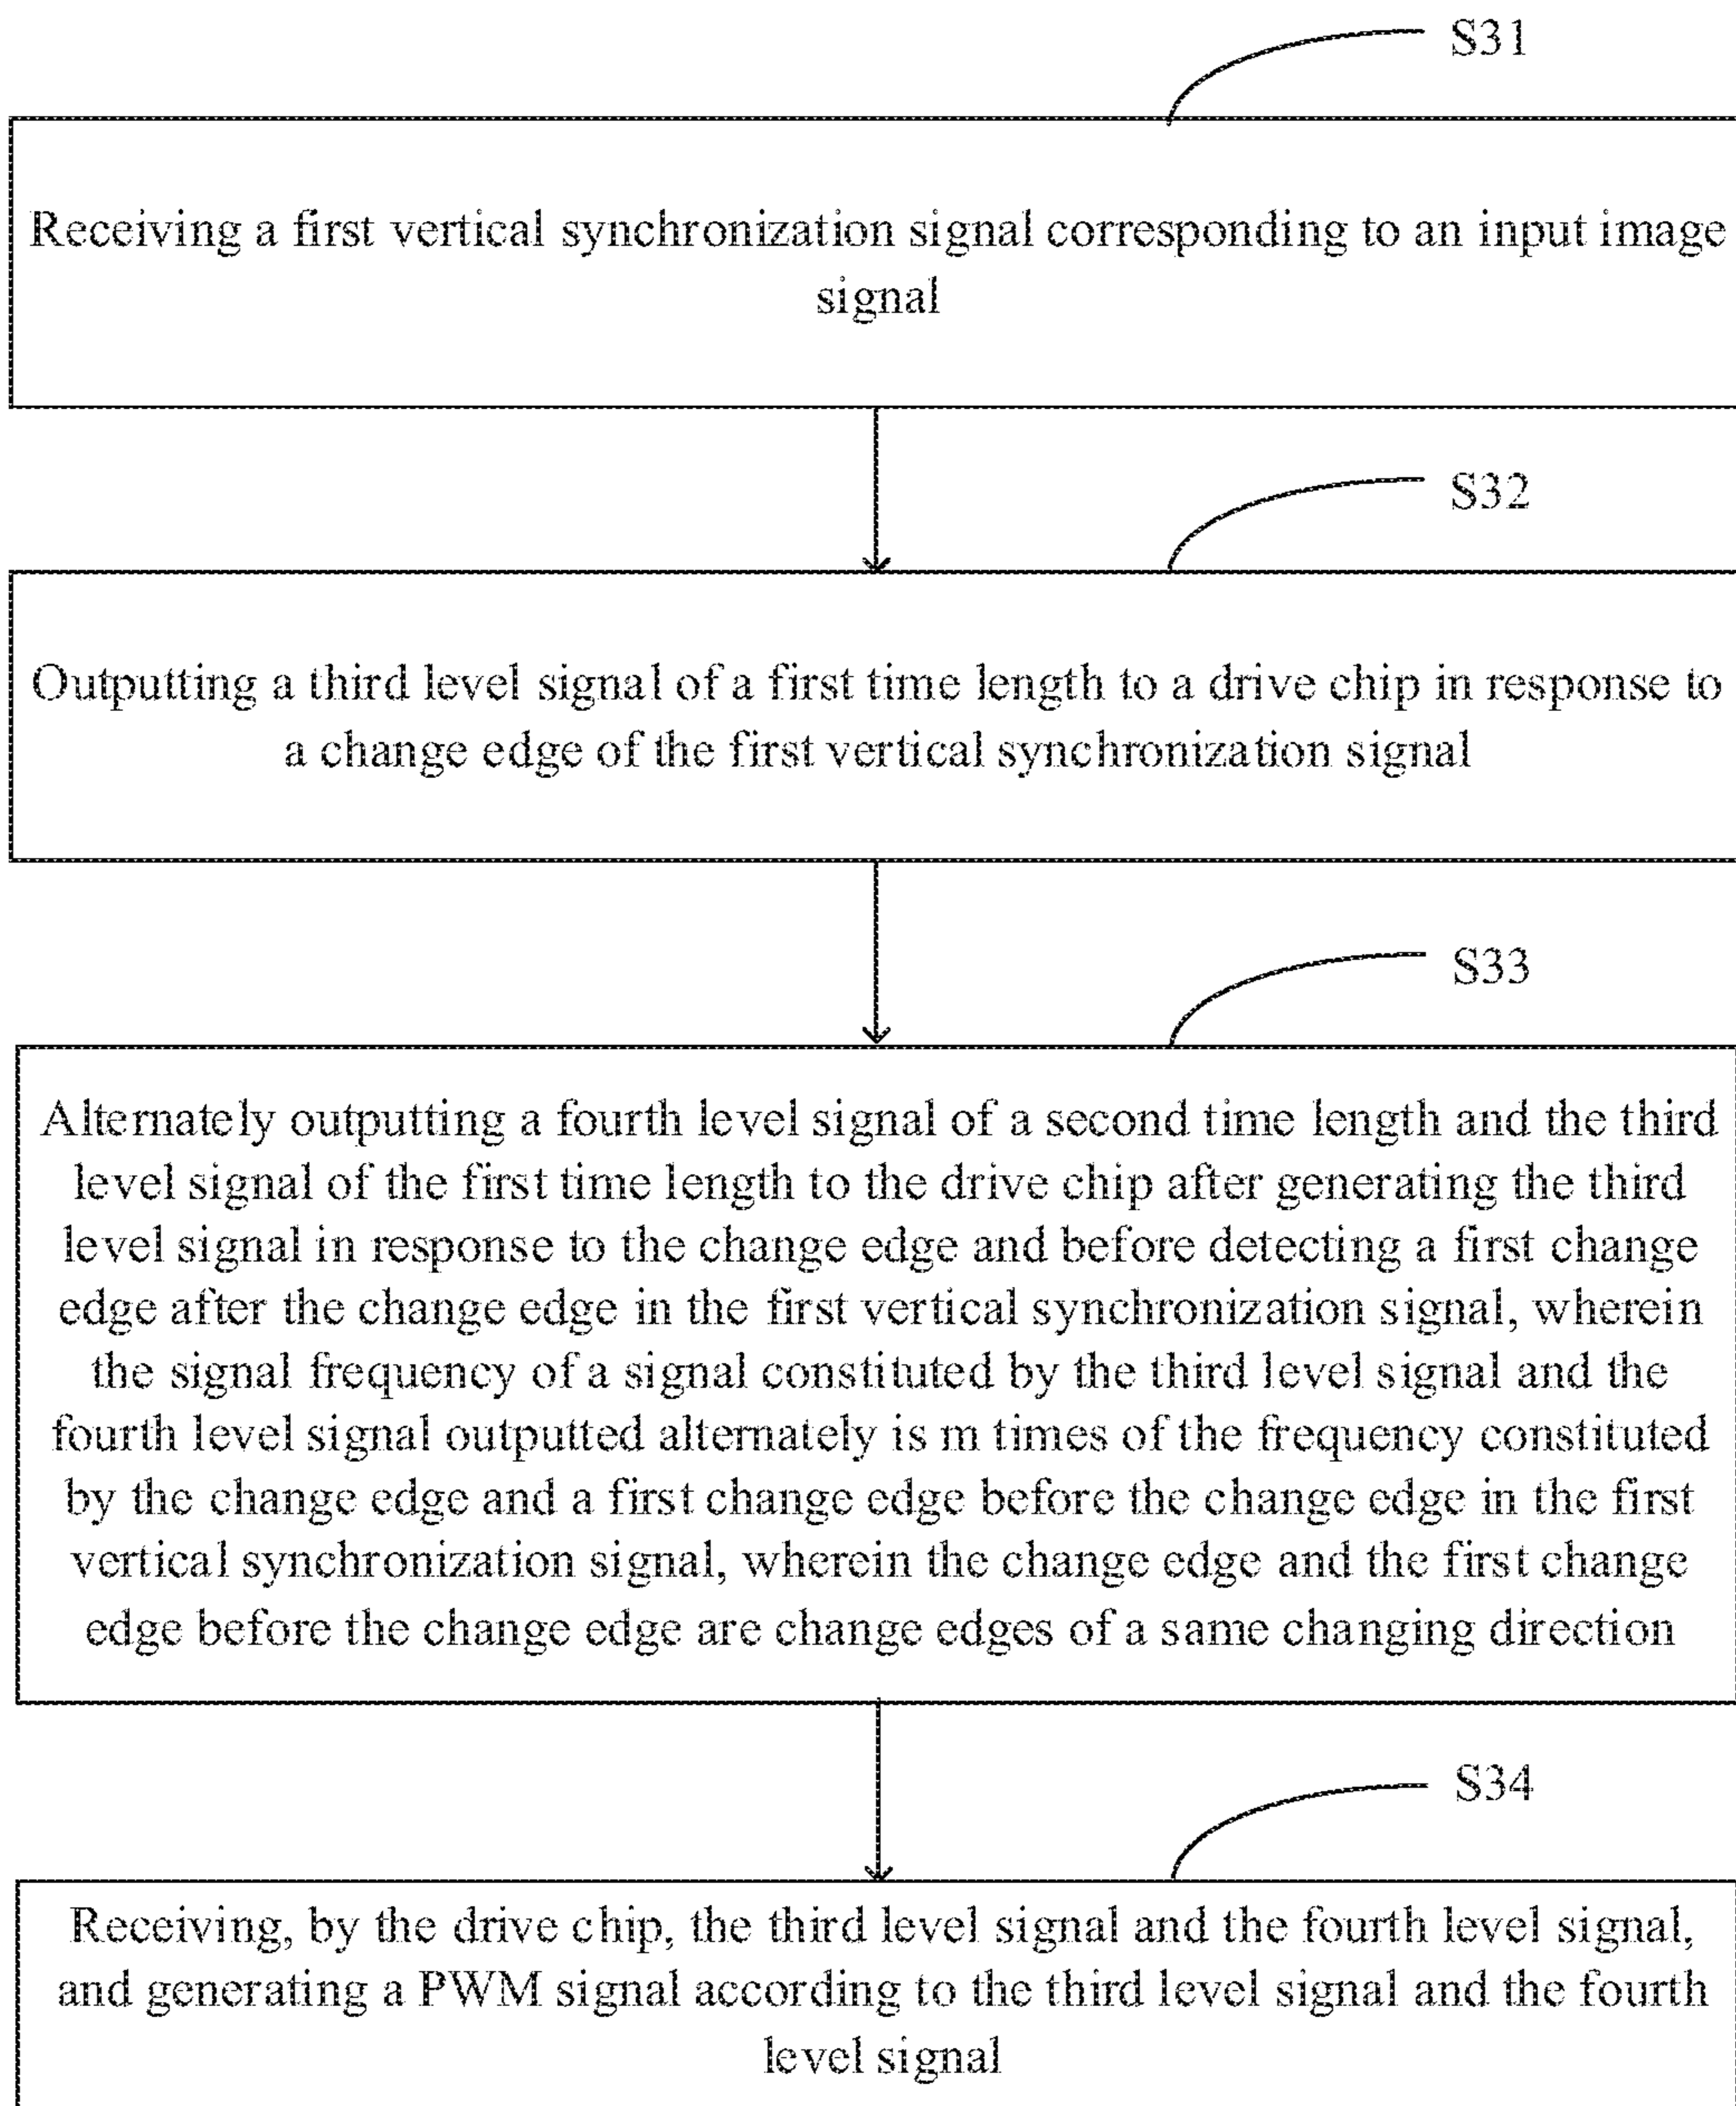 S31
Receiving a first vertical synchronization signal corresponding to an input image
signal
S32
Outputting a third level signal of a first time length to a drive chip in response to
a change edge of the first vertical synchronization signal
S33
Alternately outputting a fourth level signal of a second time length and the third
level signal of the first time length to the drive chip after generating the third
level signal in response to the change edge and before detecting a first change
edge after the change edge in the first vertical synchronization signal, wherein
the signal frequency of a signal constituted by the third level signal and the
fourth level signal outputted alternately is m times of the frequency constituted
by the change edge and a first change edge before the change edge in the first
vertical synchronization signal, wherein the change edge and the first change
edge before the change edge are change edges of a same changing direction
S34
Receiving, by the drive chip, the third level signal and the fourth level signal,
and generating a PWM signal according to the third level signal and the fourth
level signal